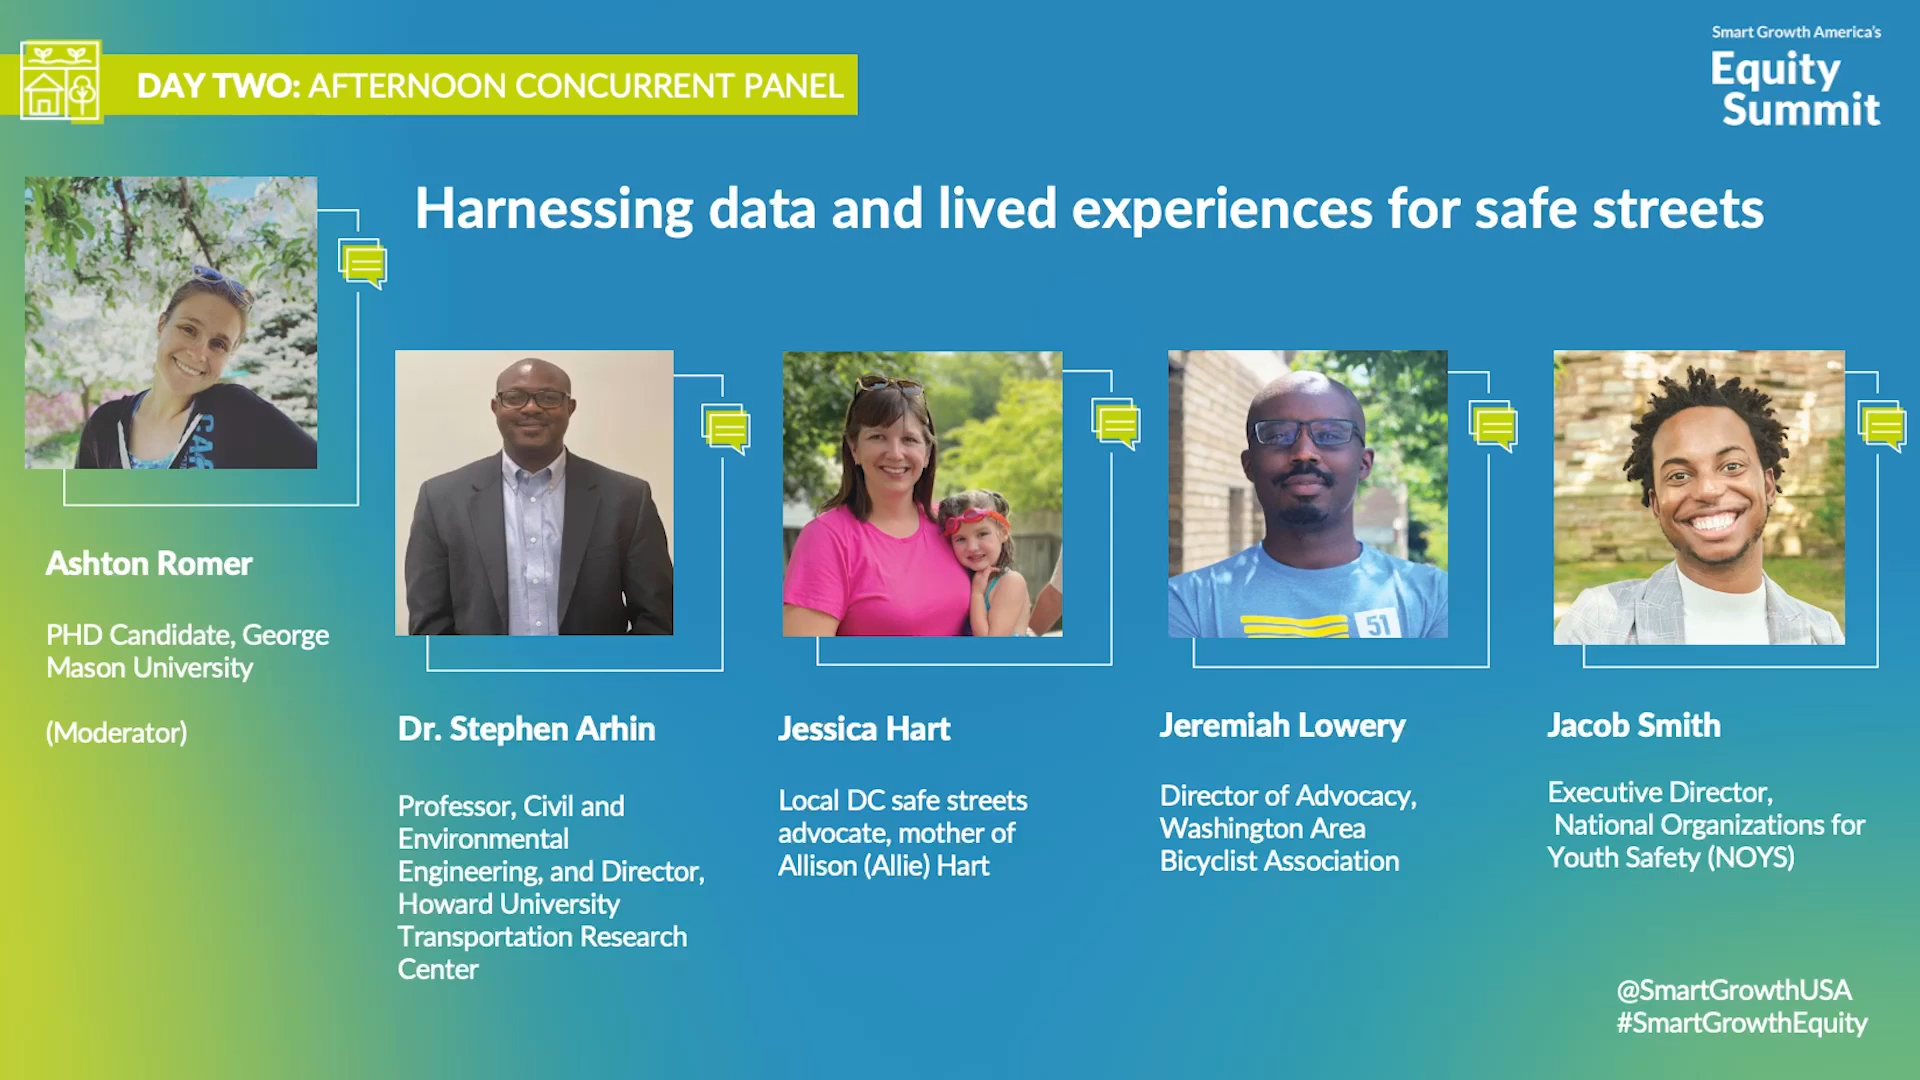 Smart Growth America's
Equity
Summit
DAY TWO: AFTERNOON CONCURRENT PANEL
Harnessing data and lived experiences for safe streets
Ashton Romer
PHD Candidate, George
Mason University
(Moderator)
Dr. Stephen Arhin
Professor, Civil and
Environmental
Engineering, and Director,
Howard University
Transportation Research
Center
Jessica Hart
Local DC safe streets
advocate, mother of
Allison (Allie) Hart
51
Jeremiah Lowery
Director of Advocacy,
Washington Area
Bicyclist Association
Jacob Smith
Executive Director,
National Organizations for
Youth Safety (NOYS)
@SmartGrowthUSA
#SmartGrowthEquity